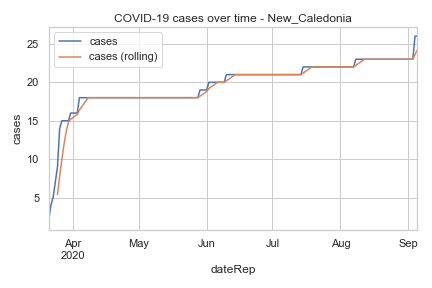 COVID-19 cases over time - New_Caledonia
cases
cases (rolling)
cases
25
20
15
10
5
Apr
2020
May
Jun
Jul
Aug
Sep
dateRep